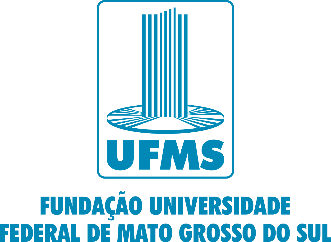 UFMS
FUNDAÇÃO UNIVERSIDADE
FEDERAL DE MATO GROSSO DO SUL